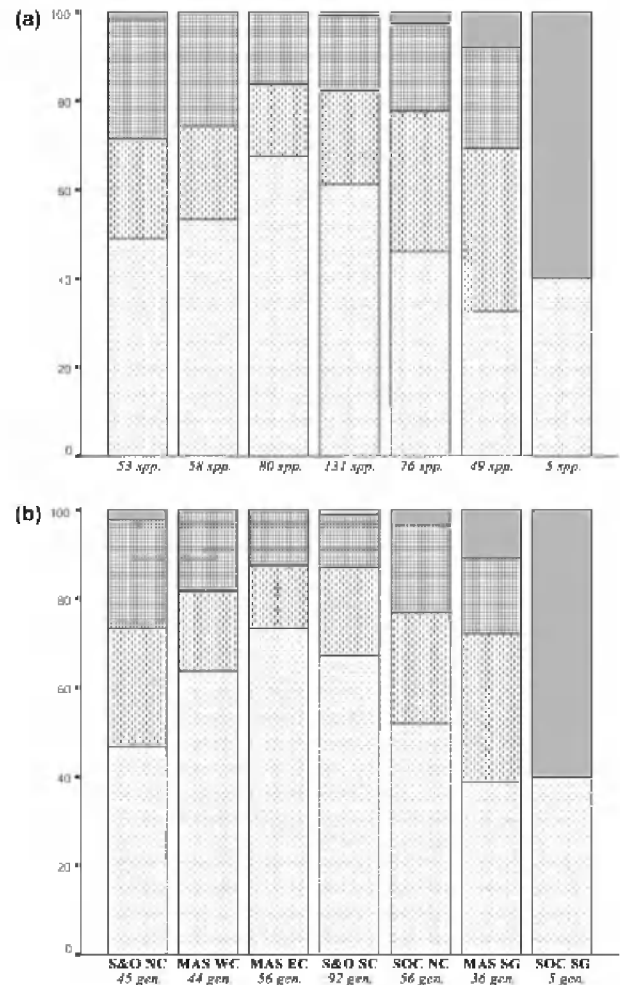 (a)
100
80
60
40
20
0
53 spp. 58 spp. 80 spp. 131 spp. 76 spp. 49 spp. 5 spp.
(b)
100
80
60
40
20
0
S&O NC MAS WC MAS EC S&O SC SOC NC MAS SG SOC SG
45 gen. 44 gen. 56 gen. 92 gen. 56 gen. 36 gen. 5 gen.